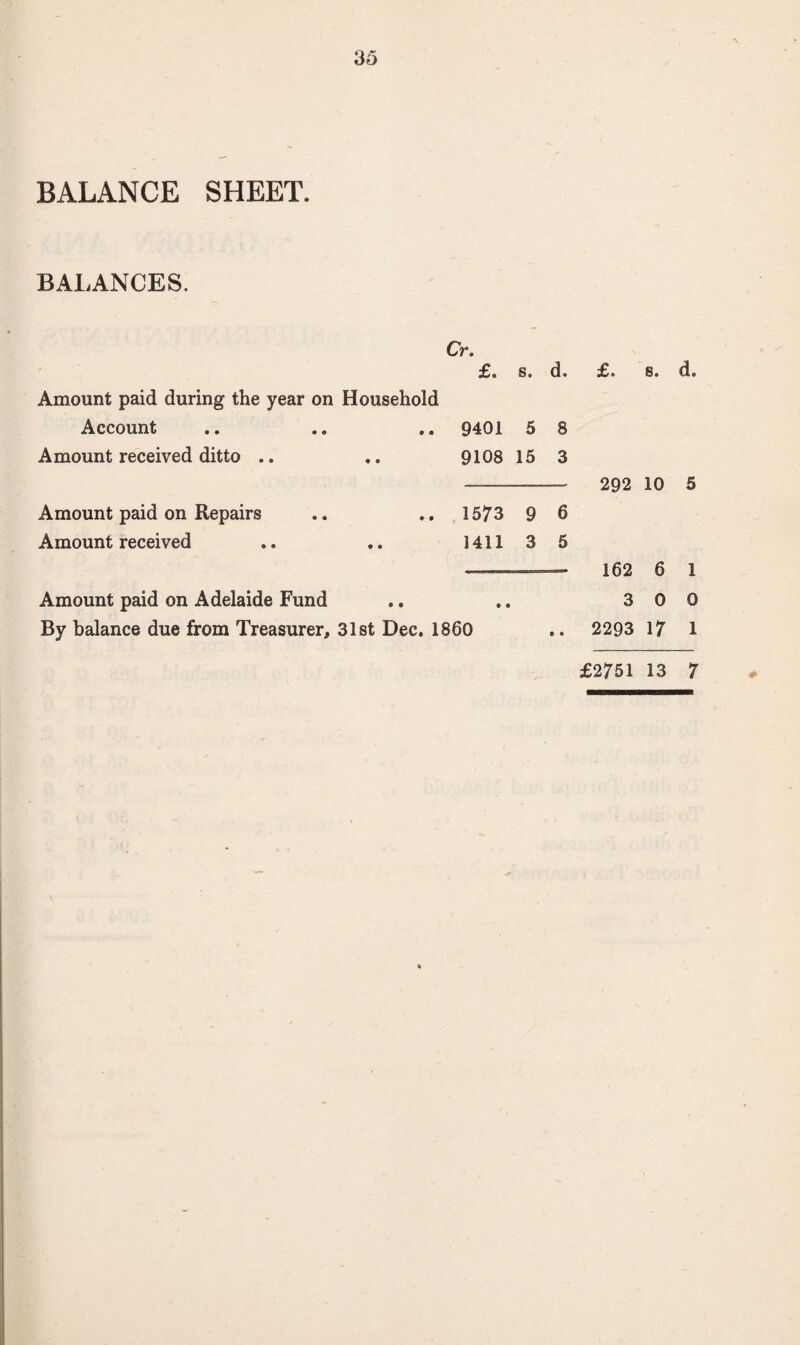 35
BALANCE SHEET.
BALANCES.
Cr.
£. s. d. £. s. d.
Amount paid during the year on Household
Account .. .. .. 9401 5 8
Amount received ditto .. .. 9108 15 3
292 10 5
Amount paid on Repairs .. .. 1573 9 6
Amount received .. .. 1411 3 5
162 6 1
Amount paid on Adelaide Fund .. .. 3 0 0
By balance due from Treasurer, 31st Dec. 1860 .. 2293 17 1
£2751 13 7